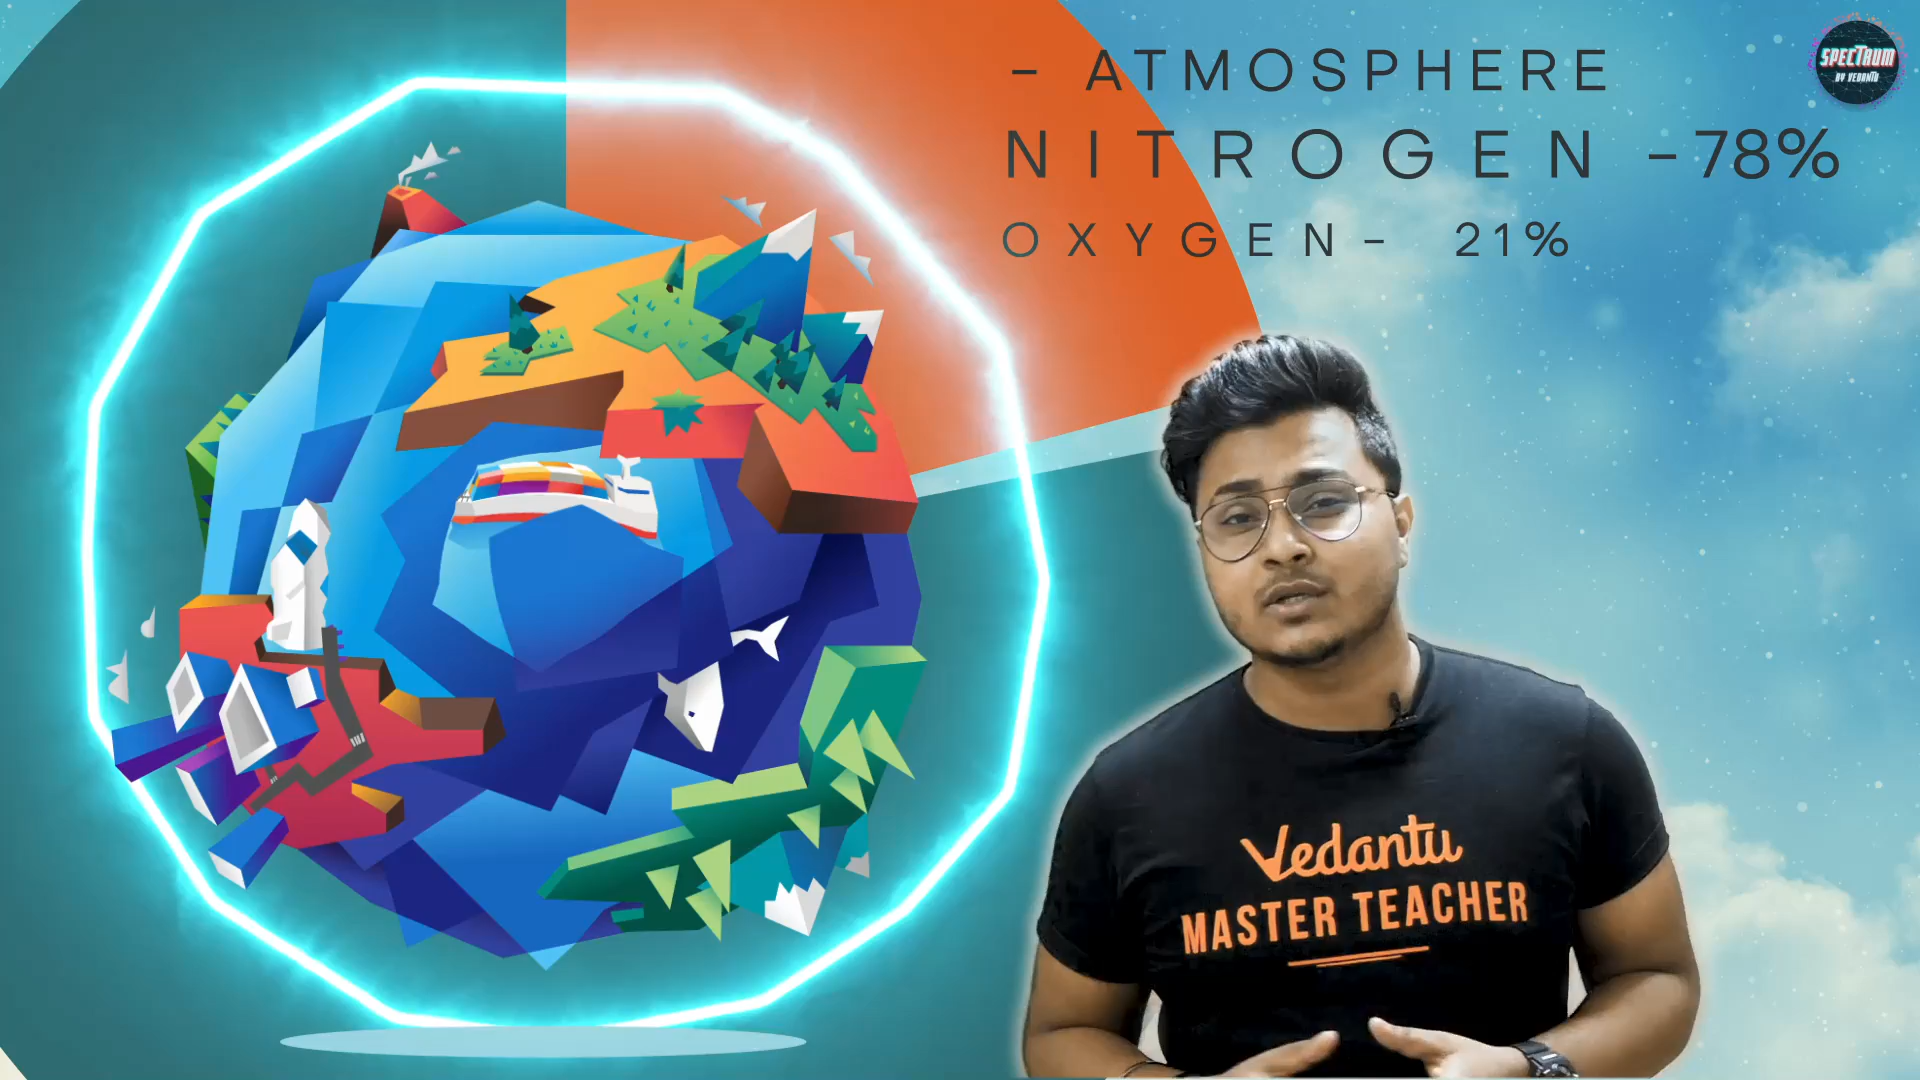 - ATMOSPHERE
NITROGEN -78%
OXYGEN- 21%
SPECTRUM
BY VEDANTU
Vedantu
MASTER TEACHER